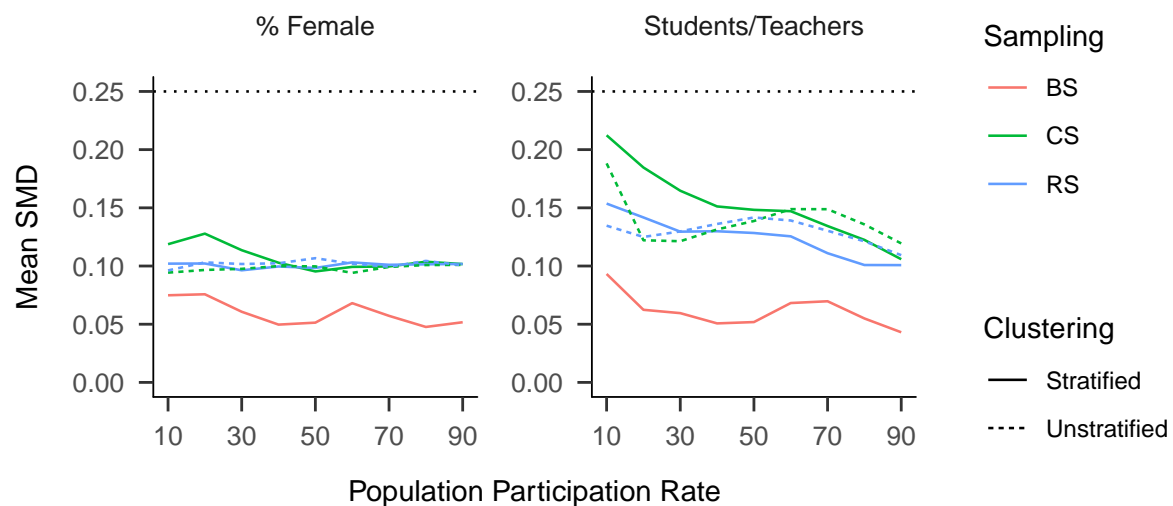 % Female
Students/Teachers
Mean SMD
0.25
0.20
0.15
0.10
0.05
0.00
10 30 50 70 90
0.25
0.20
0.15
0.10
0.05
0.00
10 30 50 70 90
Population Participation Rate
Sampling
BS
CS
RS
Clustering
Stratified
Unstratified